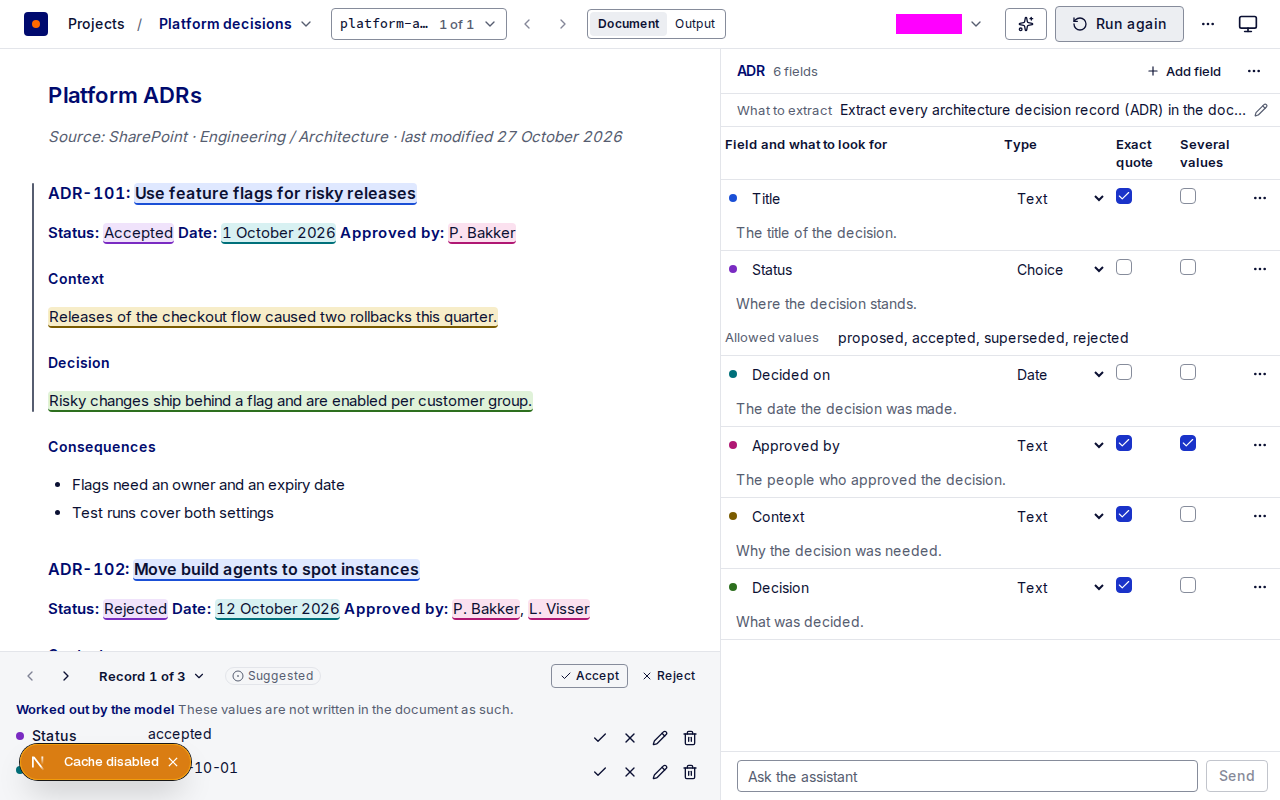 Projects / Platform decisions platform-a... 1 of 1 Document Output Run again
Platform ADRs
Source: SharePoint · Engineering / Architecture · last modified 27 October 2026
ADR-101: Use feature flags for risky releases
Status: Accepted Date: 1 October 2026 Approved by: P. Bakker
Context
Releases of the checkout flow caused two rollbacks this quarter.
Decision
Risky changes ship behind a flag and are enabled per customer group.
Consequences
• Flags need an owner and an expiry date
• Test runs cover both settings
ADR-102: Move build agents to spot instances
Status: Rejected Date: 12 October 2026 Approved by: P. Bakker, L. Visser
Record 1 of 3 Suggested Accept Reject
Worked out by the model These values are not written in the document as such.
Status accepted
-10-01
Cache disabled
ADR 6 fields Add field
What to extract Extract every architecture decision record (ADR) in the doc...
Field and what to look for Type Exact quote Several values
Title Text
The title of the decision.
Status Choice
Where the decision stands.
Allowed values proposed, accepted, superseded, rejected
Decided on Date
The date the decision was made.
Approved by Text
The people who approved the decision.
Context Text
Why the decision was needed.
Decision Text
What was decided.
Ask the assistant Send